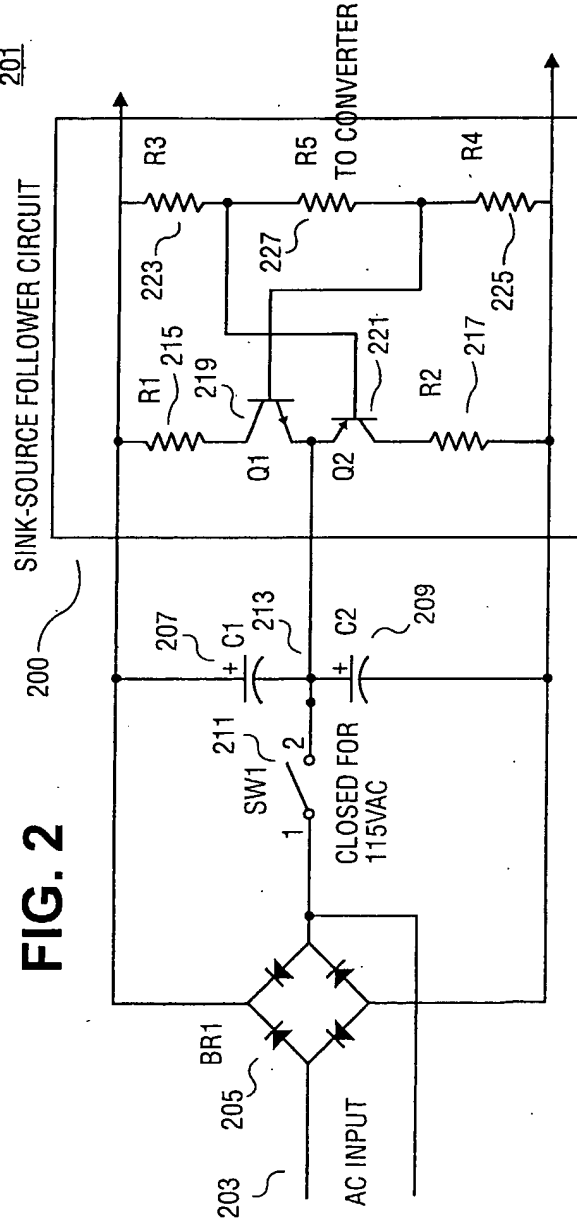 FIG. 2
201
SINK-SOURCE FOLLOWER CIRCUIT
200
R3
223
R1
215
219
Q1
227
R5
TO CONVERTER
221
Q2
R2
217
R4
225
207
+
C1
213
211
SW1
1
2
CLOSED FOR
115VAC
+
C2
209
BR1
205
203
AC INPUT